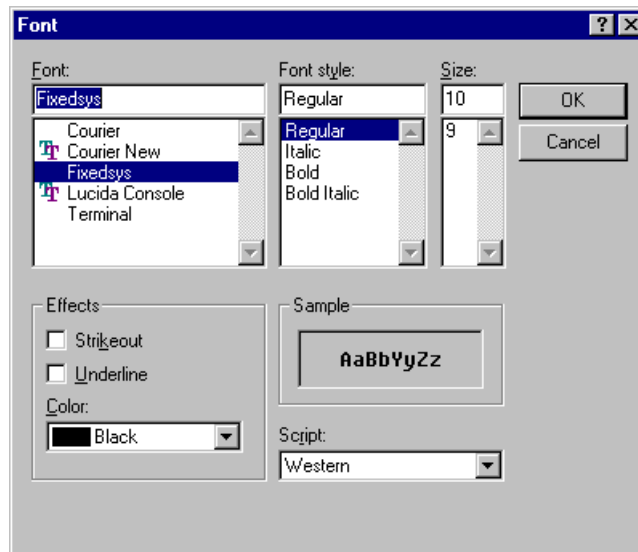 Font
Font:
Fixedsys
Courier
Courier New
Fixedsys
Lucida Console
Terminal
Font style:
Regular
Regular
Italic
Bold
Bold Italic
Size:
10
9
OK
Cancel
Effects
Strikeout
Underline
Color:
Black
Sample
AaBbYyZz
Script:
Western